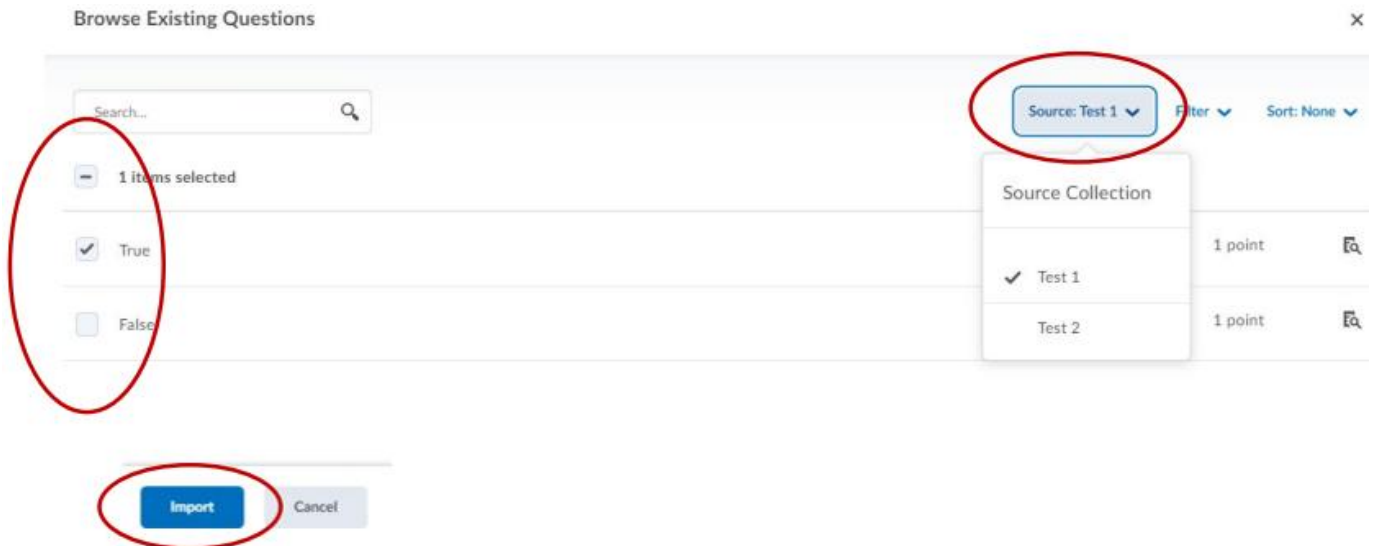 Browse Existing Questions
Search...
Source: Test 1
Filter
Sort: None
1 items selected
Source Collection
True
1 point
Test 1
False
1 point
Test 2
Import
Cancel